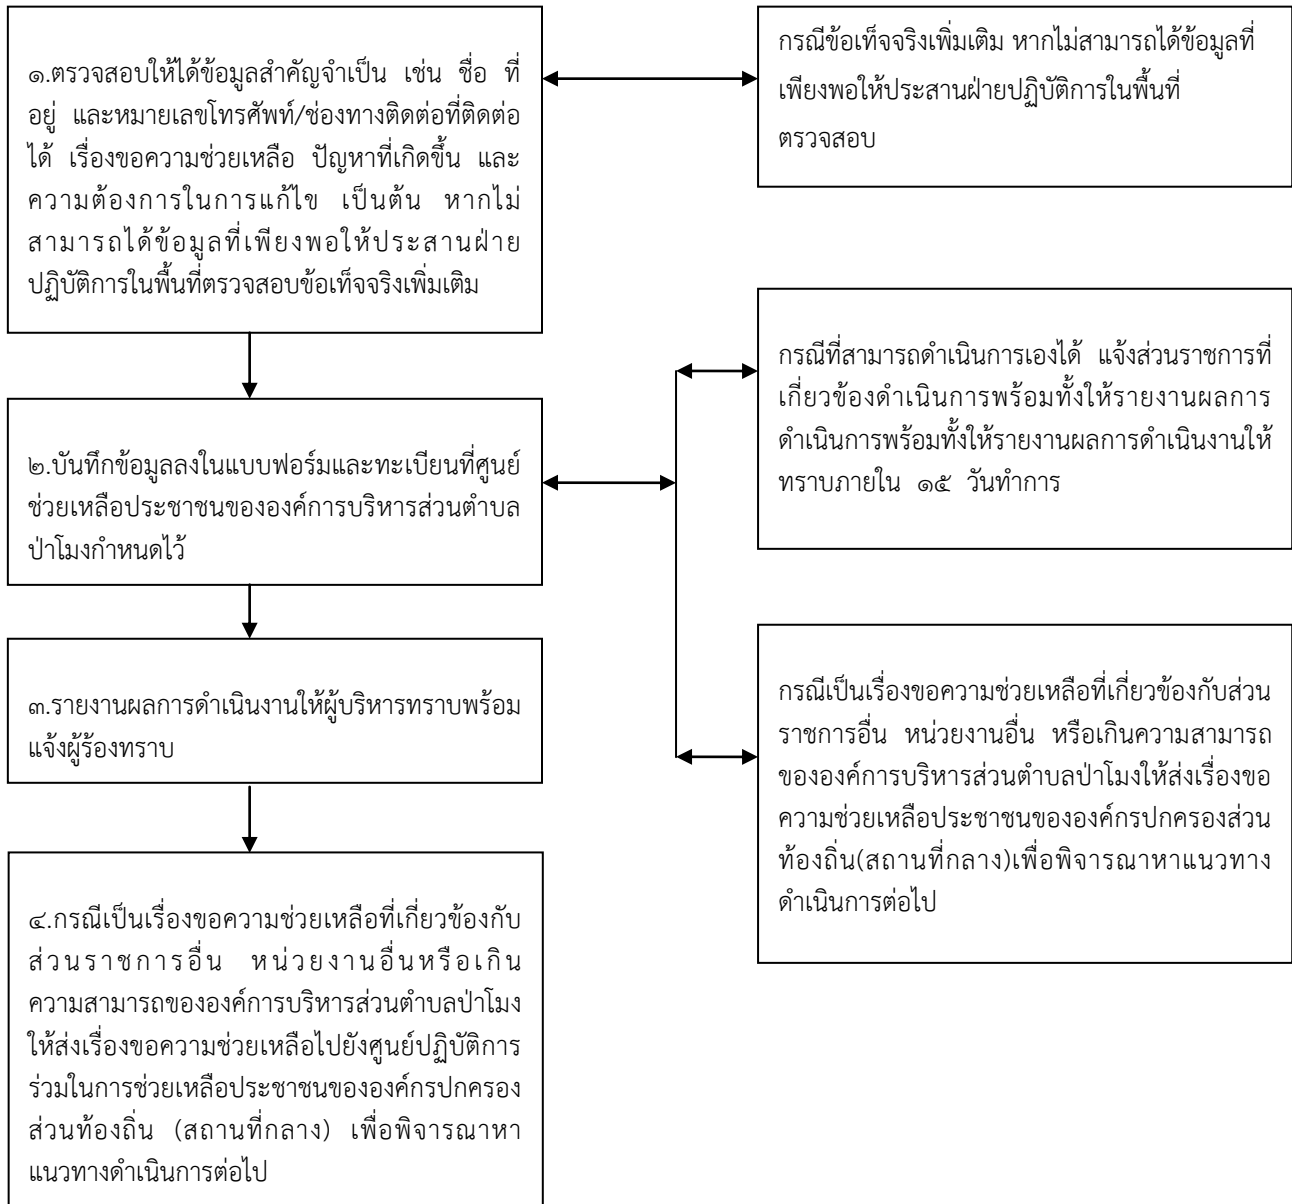 ๑.ตรวจสอบให้ได้ข้อมูลสำคัญจำเป็น เช่น ชื่อ ที่
อยู่ และหมายเลขโทรศัพท์/ช่องทางติดต่อที่ติดต่อ
ได้ เรื่องขอความช่วยเหลือ ปัญหาที่เกิดขึ้น และ
ความต้องการในการแก้ไข เป็นต้น หากไม่
สามารถได้ข้อมูลที่เพียงพอให้ประสานฝ่าย
ปฏิบัติการในพื้นที่ตรวจสอบข้อเท็จจริงเพิ่มเติม
กรณีข้อเท็จจริงเพิ่มเติม หากไม่สามารถได้ข้อมูลที่
เพียงพอให้ประสานฝ่ายปฏิบัติการในพื้นที่
ตรวจสอบ
๒.บันทึกข้อมูลลงในแบบฟอร์มและทะเบียนที่ศูนย์
ช่วยเหลือประชาชนขององค์การบริหารส่วนตำบล
ป่าโมงกำหนดไว้
กรณีที่สามารถดำเนินการเองได้ แจ้งส่วนราชการที่
เกี่ยวข้องดำเนินการพร้อมทั้งให้รายงานผลการ
ดำเนินการพร้อมทั้งให้รายงานผลการดำเนินงานให้
ทราบภายใน ๑๕ วันทำการ
กรณีเป็นเรื่องขอความช่วยเหลือที่เกี่ยวข้องกับส่วน
ราชการอื่น หน่วยงานอื่น หรือเกินความสามารถ
ขององค์การบริหารส่วนตำบลป่าโมงให้ส่งเรื่องขอ
ความช่วยเหลือประชาชนขององค์กรปกครองส่วน
ท้องถิ่น(สถานที่กลาง)เพื่อพิจารณาหาแนวทาง
ดำเนินการต่อไป
๓.รายงานผลการดำเนินงานให้ผู้บริหารทราบพร้อม
แจ้งผู้ร้องทราบ
๔.กรณีเป็นเรื่องขอความช่วยเหลือที่เกี่ยวข้องกับ
ส่วนราชการอื่น หน่วยงานอื่นหรือเกิน
ความสามารถขององค์การบริหารส่วนตำบลป่าโมง
ให้ส่งเรื่องขอความช่วยเหลือไปยังศูนย์ปฏิบัติการ
ร่วมในการช่วยเหลือประชาชนขององค์กรปกครอง
ส่วนท้องถิ่น (สถานที่กลาง) เพื่อพิจารณาหา
แนวทางดำเนินการต่อไป